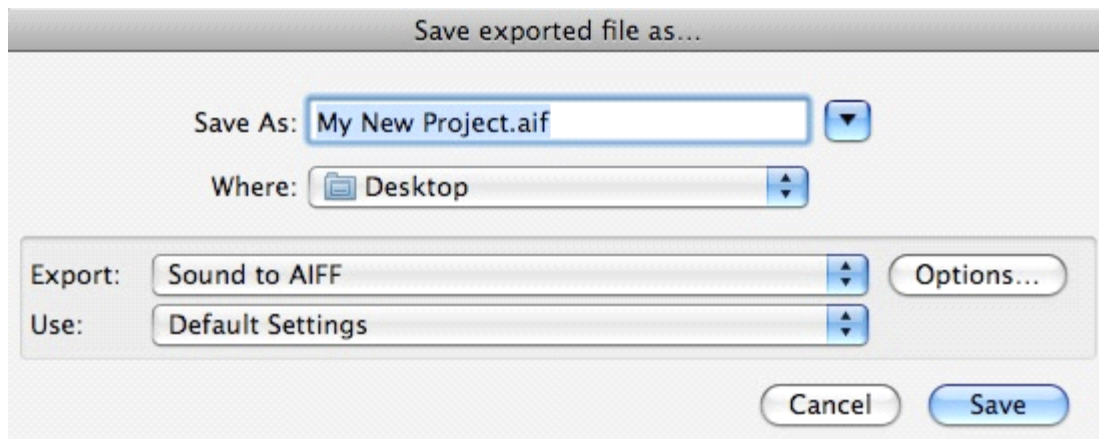 Save exported file as...
Save As: My New Project.aif
Where: Desktop
Export: Sound to AIFF Options...
Use: Default Settings
Cancel Save